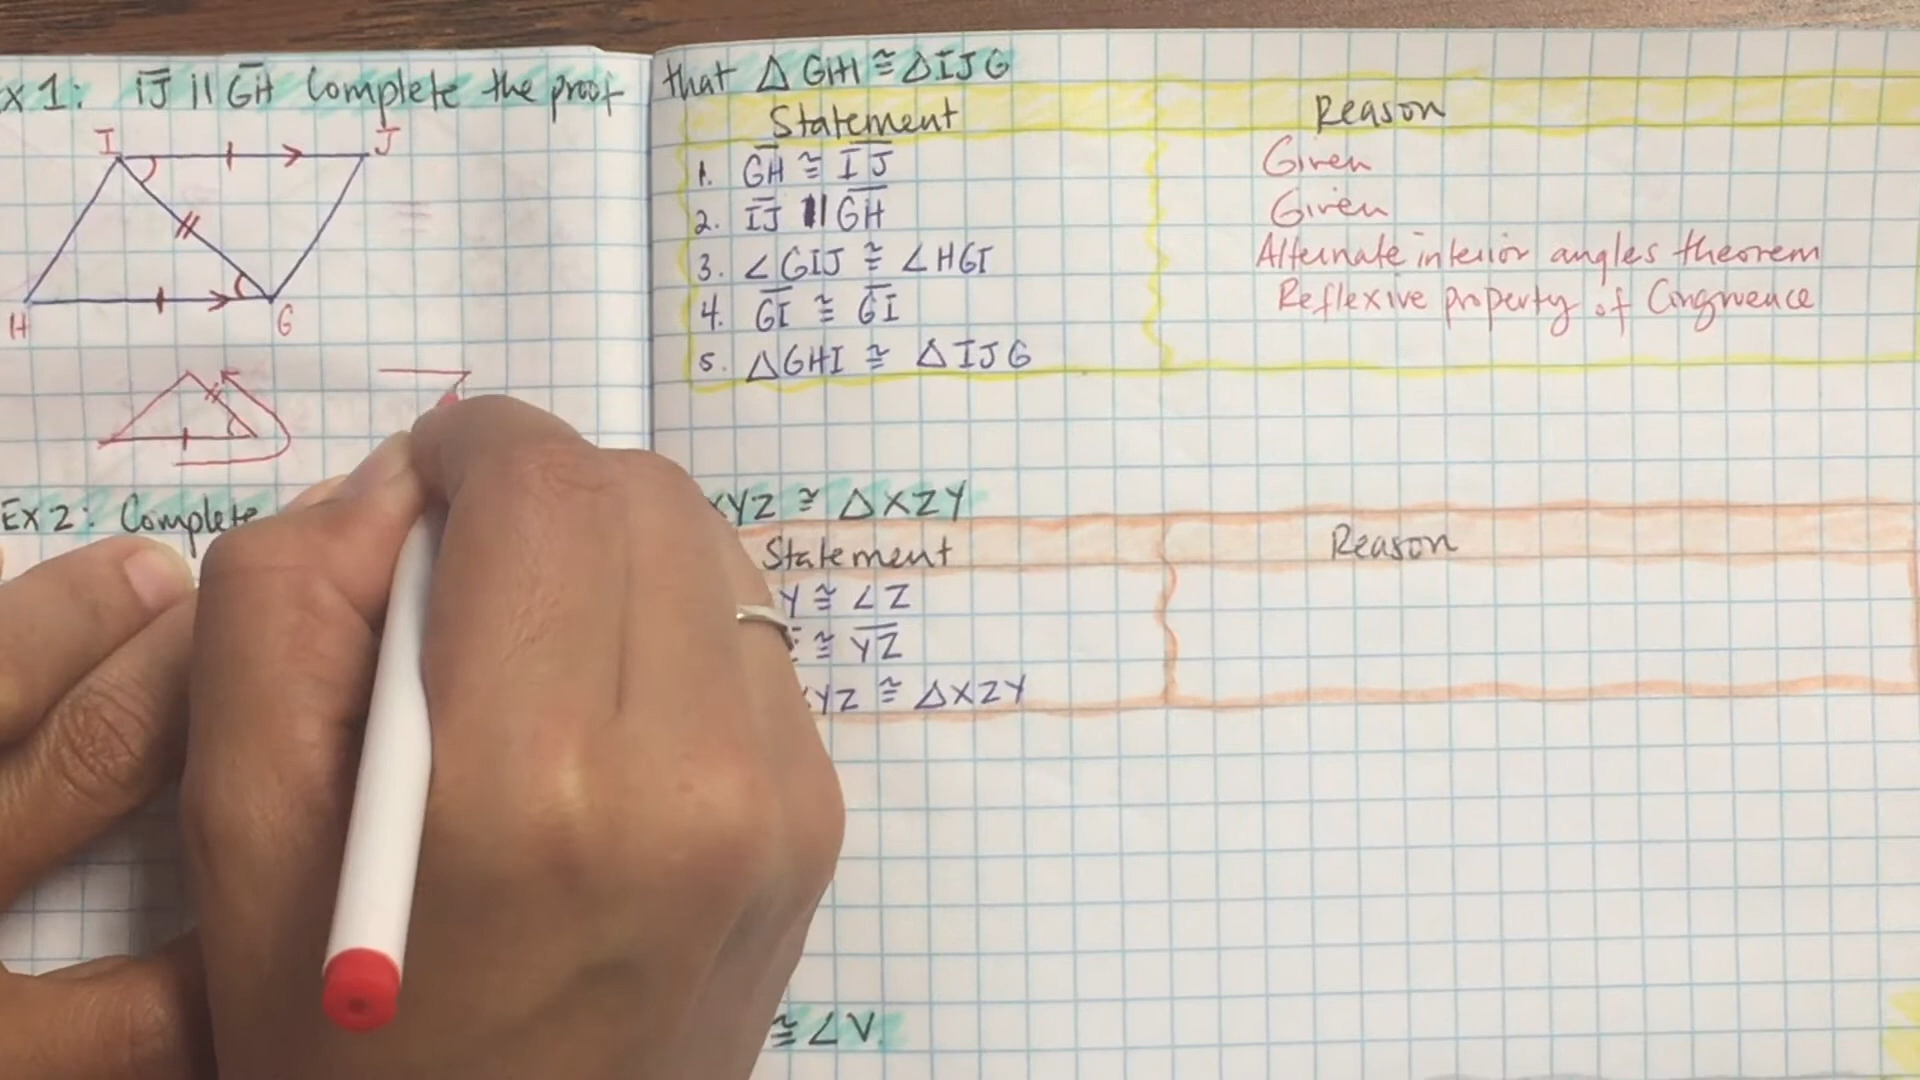 x 1: IJ || GH Complete the proof that △ GHI ≅ △ IJG
I
J
H
G
Statement
Reason
1. GH ≅ IJ
Given
2. IJ || GH
Given
3. ∠GIJ ≅ ∠HGI
Alternate interior angles theorem
4. GI ≅ GI
Reflexive property of Congruence
5. △GHI ≅ △IJG
Ex 2: Complete
XYZ ≅ △XZY
Statement
Reason
Y ≅ ∠Z
≅ YZ
XYZ ≅ △XZY
≅ ∠V.